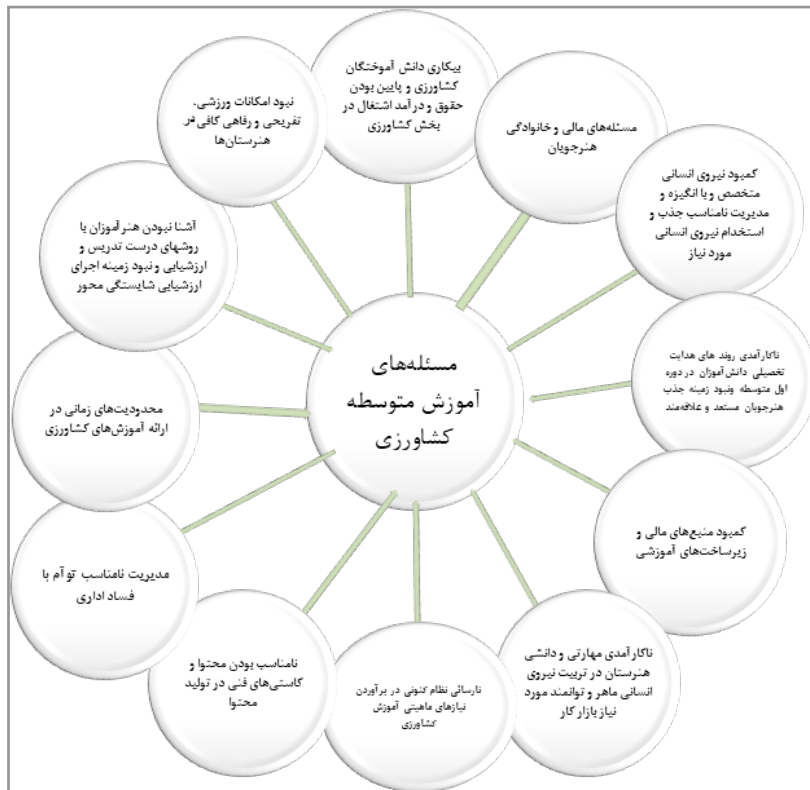 بیکاری دانش آموختگان
کشاورزی و پایین بودن
حقوق و درآمد اشتغال در
بخش کشاورزی
مسئله‌های مالی و خانوادگی
هنرجویان
کمبود نیروی انسانی
متخصص و با انگیزه و
مدیریت نامناسب جذب و
استخدام نیروی انسانی
مورد نیاز
ناکارآمدی روند های هدایت
تحصیلی دانش‌آموزان در دوره
اول متوسطه ونبود زمینه جذب
هنرجویان مستعد و علاقه‌مند
کمبود منبع‌های مالی و
زیرساخت‌های آموزشی
ناکارآمدی مهارتی و دانشی
هنرستان در تربیت نیروی
انسانی ماهر و توانمند مورد
نیاز بازار کار
نارسائی نظام کنونی در برآوردن
نیازهای ماهیتی آموزش
کشاورزی
نامناسب بودن محتوا و
کاستی‌های فنی در تولید
محتوا
مدیریت نامناسب توآم با
فساد اداری
محدودیت‌های زمانی در
ارائه آموزش‌های کشاورزی
آشنا نبودن هنرآموزان با
روشهای درست تدریس و
ارزشیابی و نبود زمینه اجرای
ارزشیابی شایستگی محور
نبود امکانات ورزشی،
تفریحی و رفاهی کافی در
هنرستان‌ها
مسئله‌های
آموزش متوسطه
کشاورزی